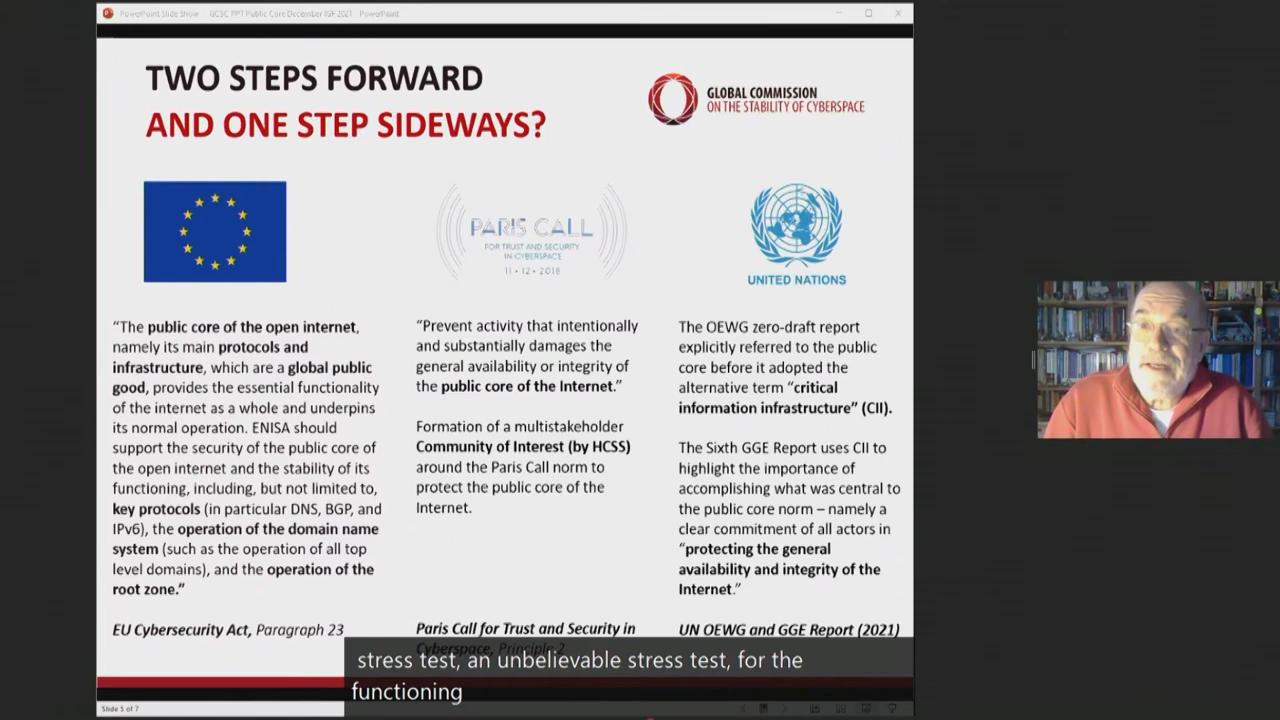 PowerPoint Slide Show - GCSC PPT Public Core December IGF 2021 - PowerPoint
TWO STEPS FORWARD
AND ONE STEP SIDEWAYS?
GLOBAL COMMISSION
ON THE STABILITY OF CYBERSPACE
PARIS CALL
FOR TRUST AND SECURITY
IN CYBERSPACE
11 • 12 • 2018
UNITED NATIONS
“The public core of the open internet,
namely its main protocols and
infrastructure, which are a global public
good, provides the essential functionality
of the internet as a whole and underpins
its normal operation. ENISA should
support the security of the public core of
the open internet and the stability of its
functioning, including, but not limited to,
key protocols (in particular DNS, BGP, and
IPv6), the operation of the domain name
system (such as the operation of all top
level domains), and the operation of the
root zone.”
EU Cybersecurity Act, Paragraph 23
“Prevent activity that intentionally
and substantially damages the
general availability or integrity of
the public core of the Internet.”
Formation of a multistakeholder
Community of Interest (by HCSS)
around the Paris Call norm to
protect the public core of the
Internet.
Paris Call for Trust and Security in
Cyberspace, Principle 2
The OEWG zero-draft report
explicitly referred to the public
core before it adopted the
alternative term “critical
information infrastructure” (CII).
The Sixth GGE Report uses CII to
highlight the importance of
accomplishing what was central to
the public core norm – namely a
clear commitment of all actors in
“protecting the general
availability and integrity of the
Internet.”
UN OEWG and GGE Report (2021)
stress test, an unbelievable stress test, for the
functioning
Slide 5 of 7